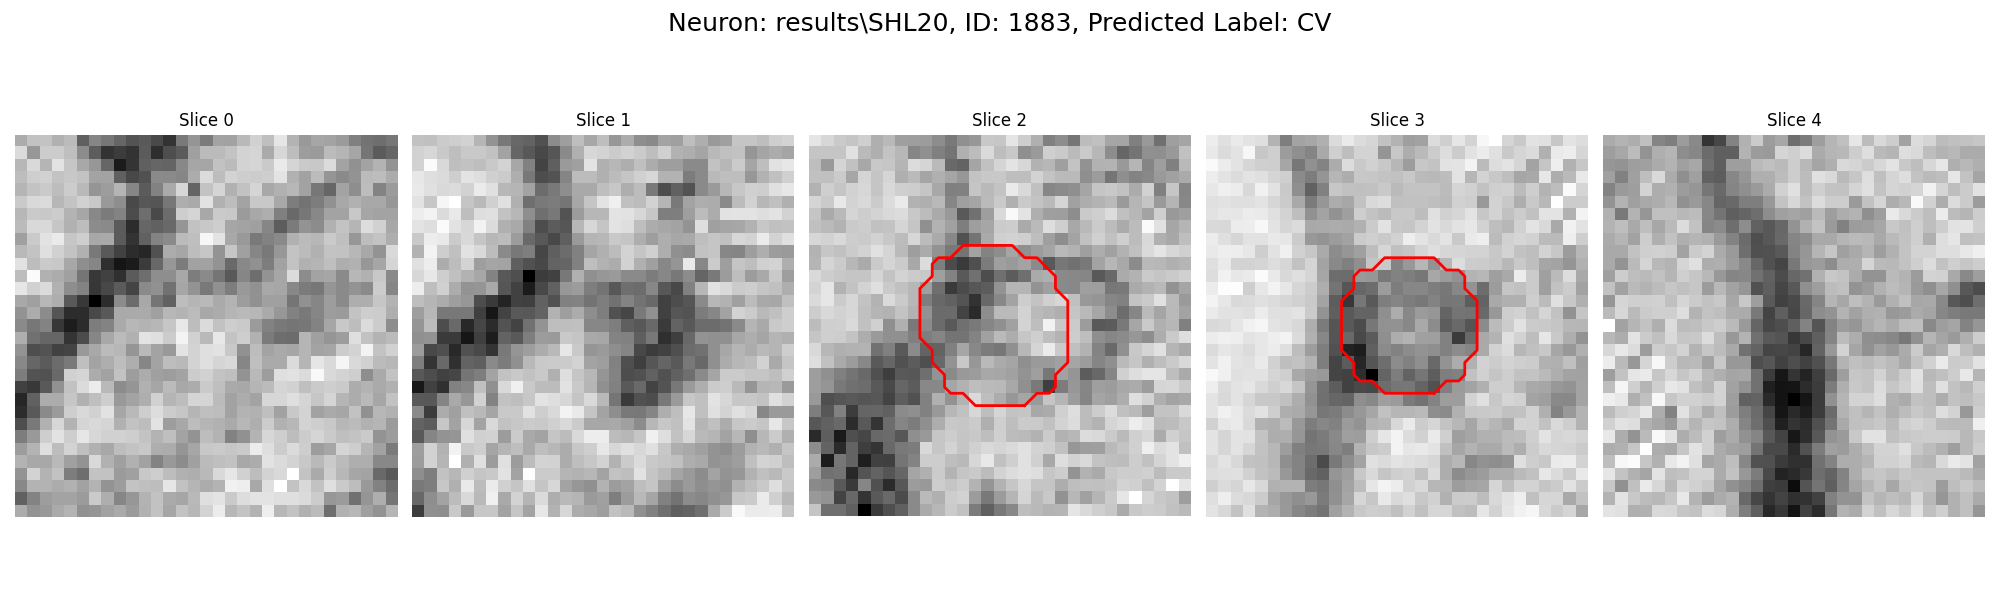 Neuron: results\SHL20, ID: 1883, Predicted Label: CV
Slice 0
Slice 1
Slice 2
Slice 3
Slice 4